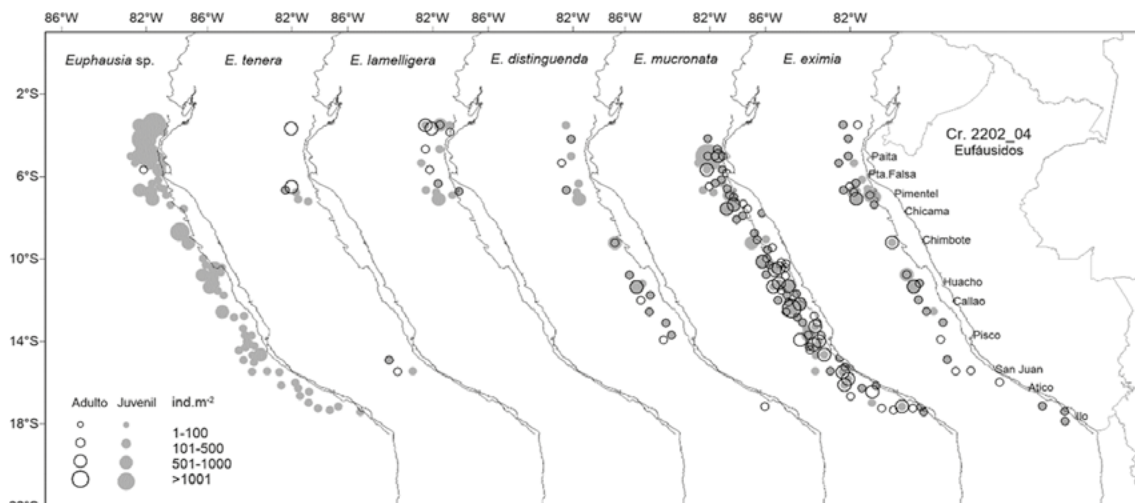 86°W 82°W 86°W 82°W 86°W 82°W 86°W 82°W 86°W 82°W
Euphausia sp. E. tenera E. lamelligera E. distinguenda E. mucronata E. eximia
2°S
6°S
10°S
14°S
18°S
Cr. 2202_04
Eufáusidos
Paita
Pta.Falsa
Pimentel
Chicama
Chimbote
Huacho
Callao
Pisco
San Juan
Atico
Ilo
Adulto Juvenil ind.m-2
1-100
101-500
501-1000
>1001